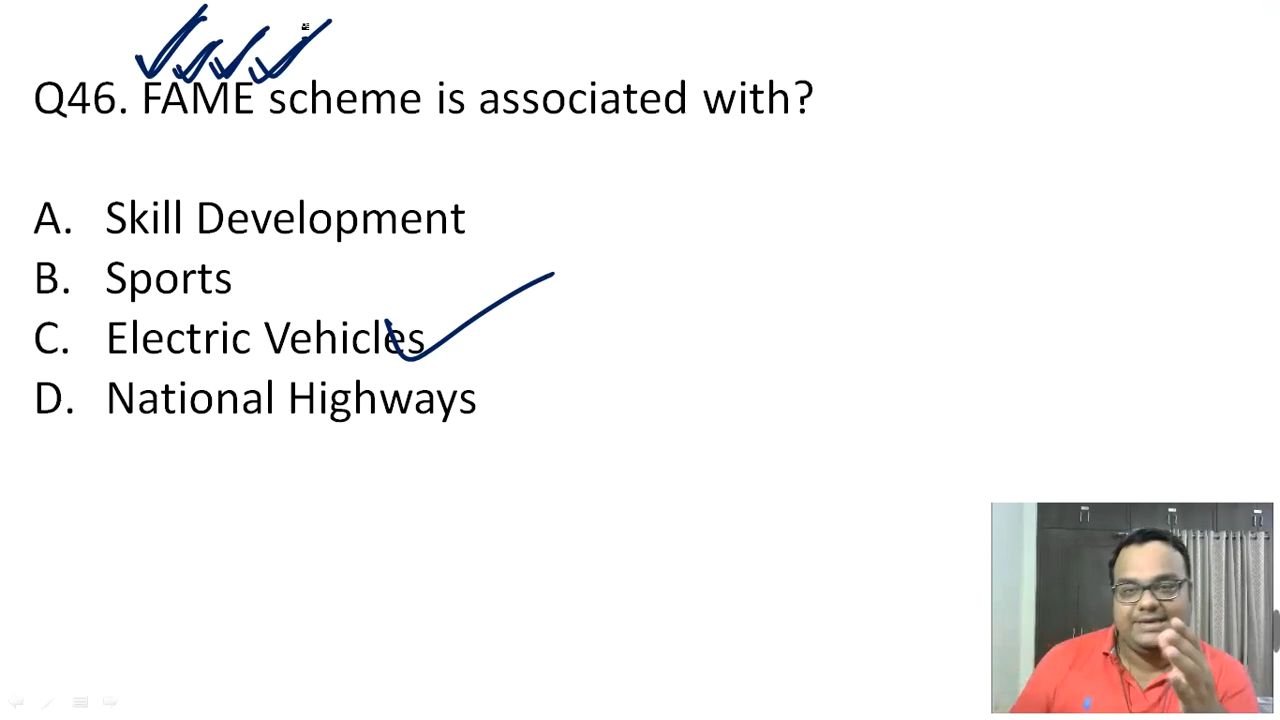 Q46. FAME scheme is associated with?
A. Skill Development
B. Sports
C. Electric Vehicles
D. National Highways